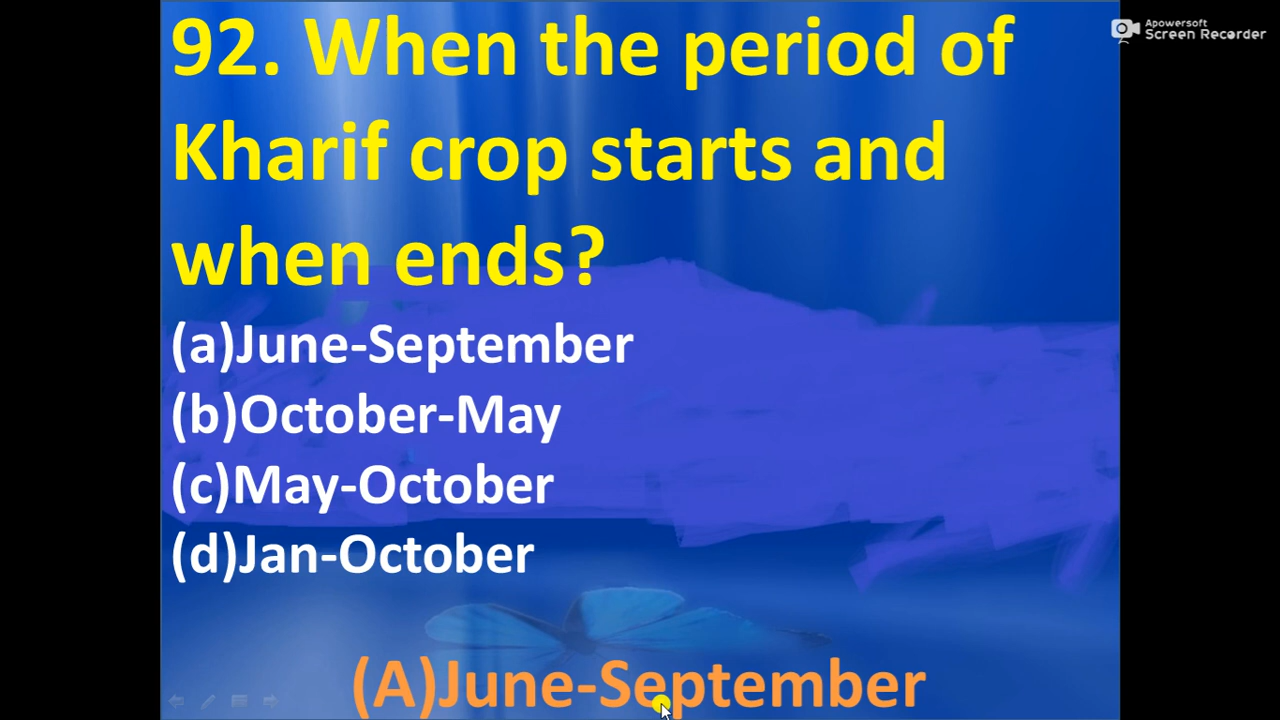 Apowersoft
Screen Recorder
92. When the period of
Kharif crop starts and
when ends?
(a)June-September
(b)October-May
(c)May-October
(d)Jan-October
(A)June-September